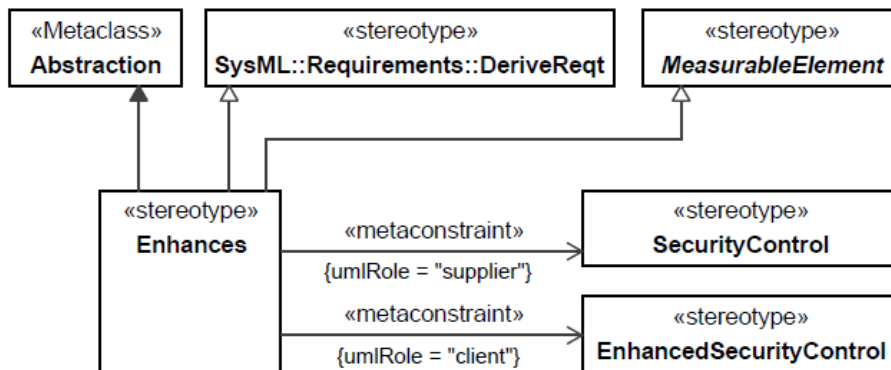 «Metaclass»
Abstraction
«stereotype»
SysML::Requirements::DeriveReqt
«stereotype»
MeasurableElement
«stereotype»
Enhances
«metaconstraint»
{umlRole = "supplier"}
«stereotype»
SecurityControl
«metaconstraint»
{umlRole = "client"}
«stereotype»
EnhancedSecurityControl